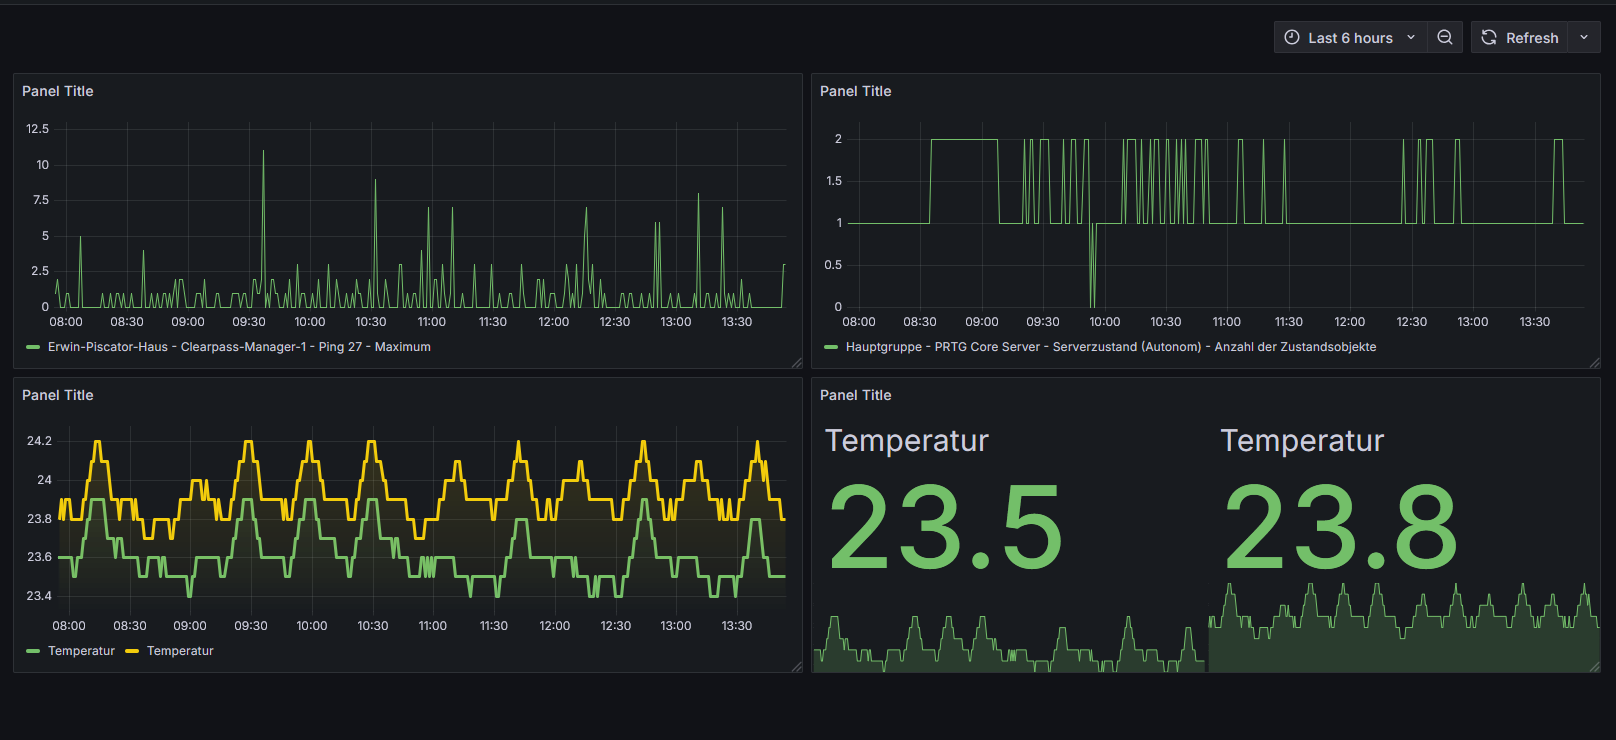 Last 6 hours
Refresh
Panel Title
12.5
10
7.5
5
2.5
0
08:00 08:30 09:00 09:30 10:00 10:30 11:00 11:30 12:00 12:30 13:00 13:30
Erwin-Piscator-Haus - Clearpass-Manager-1 - Ping 27 - Maximum
Panel Title
2
1.5
1
0.5
0
08:00 08:30 09:00 09:30 10:00 10:30 11:00 11:30 12:00 12:30 13:00 13:30
Hauptgruppe - PRTG Core Server - Serverzustand (Autonom) - Anzahl der Zustandsobjekte
Panel Title
24.2
24
23.8
23.6
23.4
08:00 08:30 09:00 09:30 10:00 10:30 11:00 11:30 12:00 12:30 13:00 13:30
Temperatur Temperatur
Panel Title
Temperatur
23.5
Temperatur
23.8